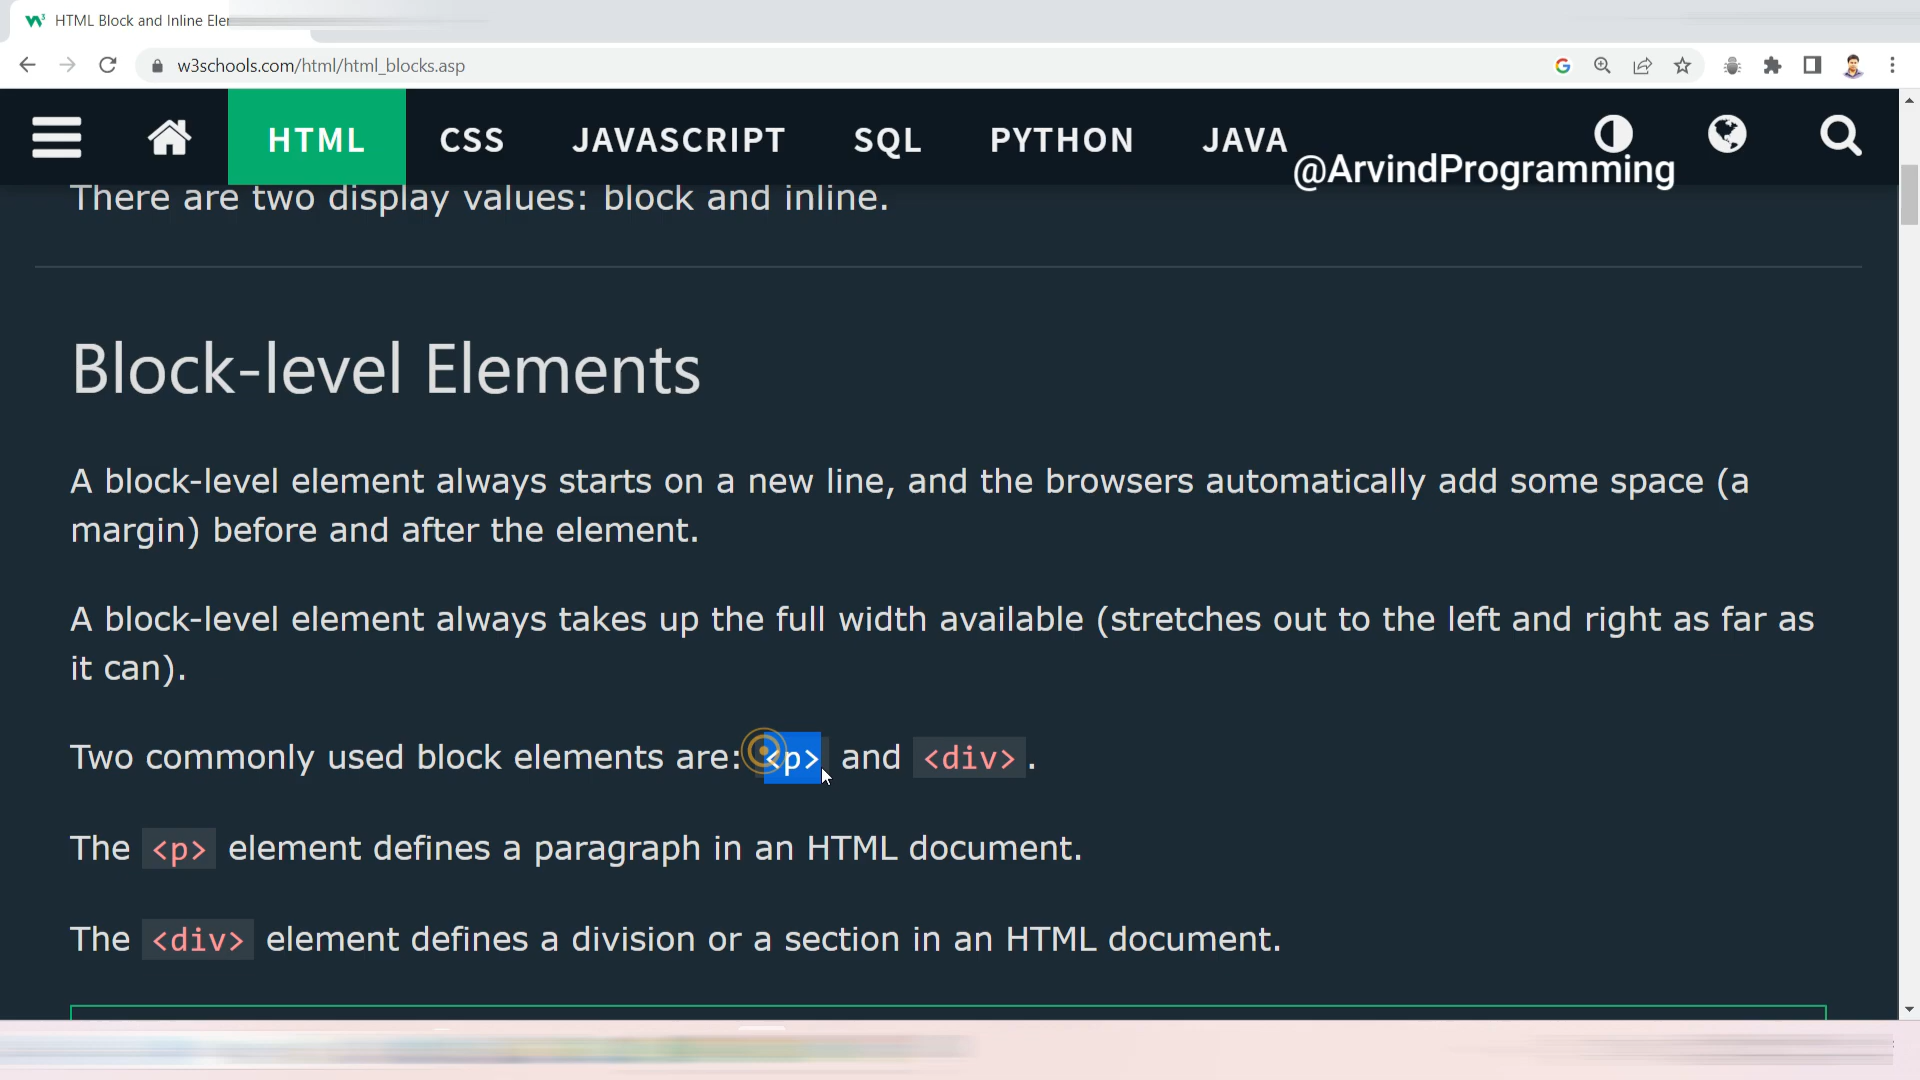 HTML Block and Inline Ele
w3schools.com/html/html_blocks.asp
HTML CSS JAVASCRIPT SQL PYTHON JAVA
@ArvindProgramming
There are two display values: block and inline.
Block-level Elements
A block-level element always starts on a new line, and the browsers automatically add some space (a
margin) before and after the element.
A block-level element always takes up the full width available (stretches out to the left and right as far as
it can).
Two commonly used block elements are: <p> and <div>.
The <p> element defines a paragraph in an HTML document.
The <div> element defines a division or a section in an HTML document.